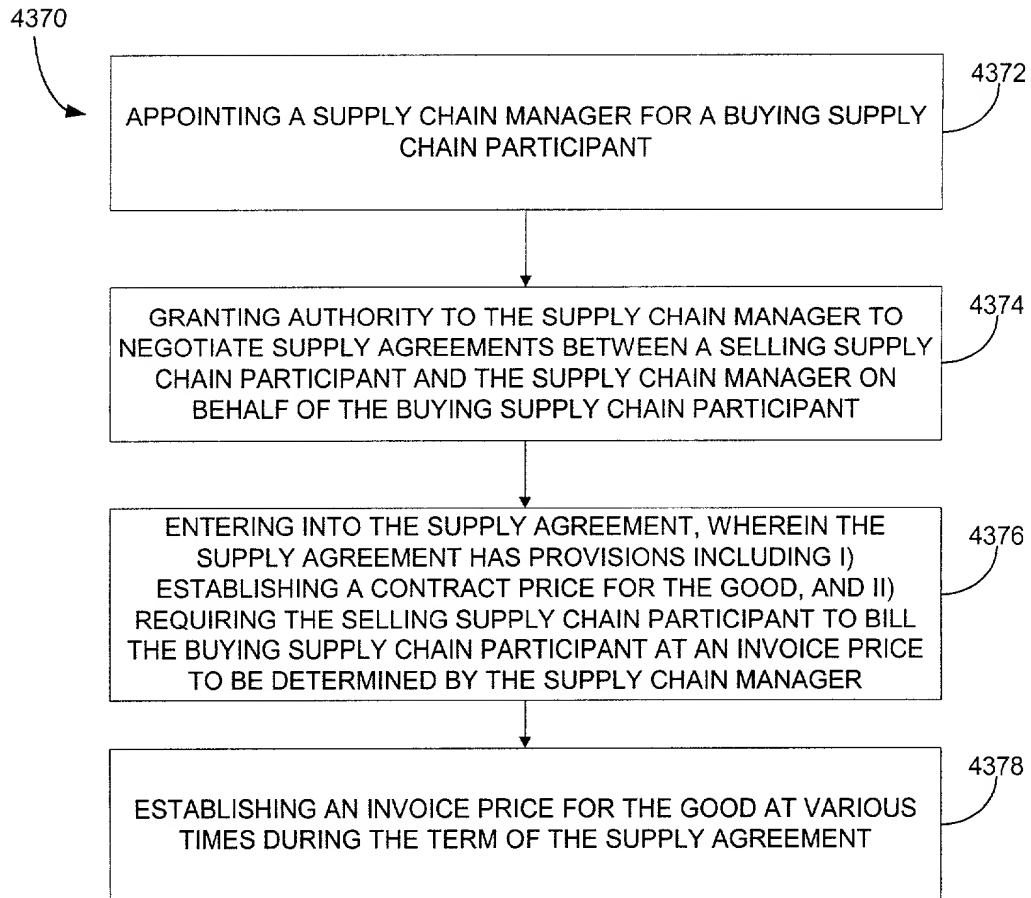 4370
4372
APPOINTING A SUPPLY CHAIN MANAGER FOR A BUYING SUPPLY
CHAIN PARTICIPANT
4374
GRANTING AUTHORITY TO THE SUPPLY CHAIN MANAGER TO
NEGOTIATE SUPPLY AGREEMENTS BETWEEN A SELLING SUPPLY
CHAIN PARTICIPANT AND THE SUPPLY CHAIN MANAGER ON
BEHALF OF THE BUYING SUPPLY CHAIN PARTICIPANT
4376
ENTERING INTO THE SUPPLY AGREEMENT, WHEREIN THE
SUPPLY AGREEMENT HAS PROVISIONS INCLUDING I)
ESTABLISHING A CONTRACT PRICE FOR THE GOOD, AND II)
REQUIRING THE SELLING SUPPLY CHAIN PARTICIPANT TO BILL
THE BUYING SUPPLY CHAIN PARTICIPANT AT AN INVOICE PRICE
TO BE DETERMINED BY THE SUPPLY CHAIN MANAGER
4378
ESTABLISHING AN INVOICE PRICE FOR THE GOOD AT VARIOUS
TIMES DURING THE TERM OF THE SUPPLY AGREEMENT